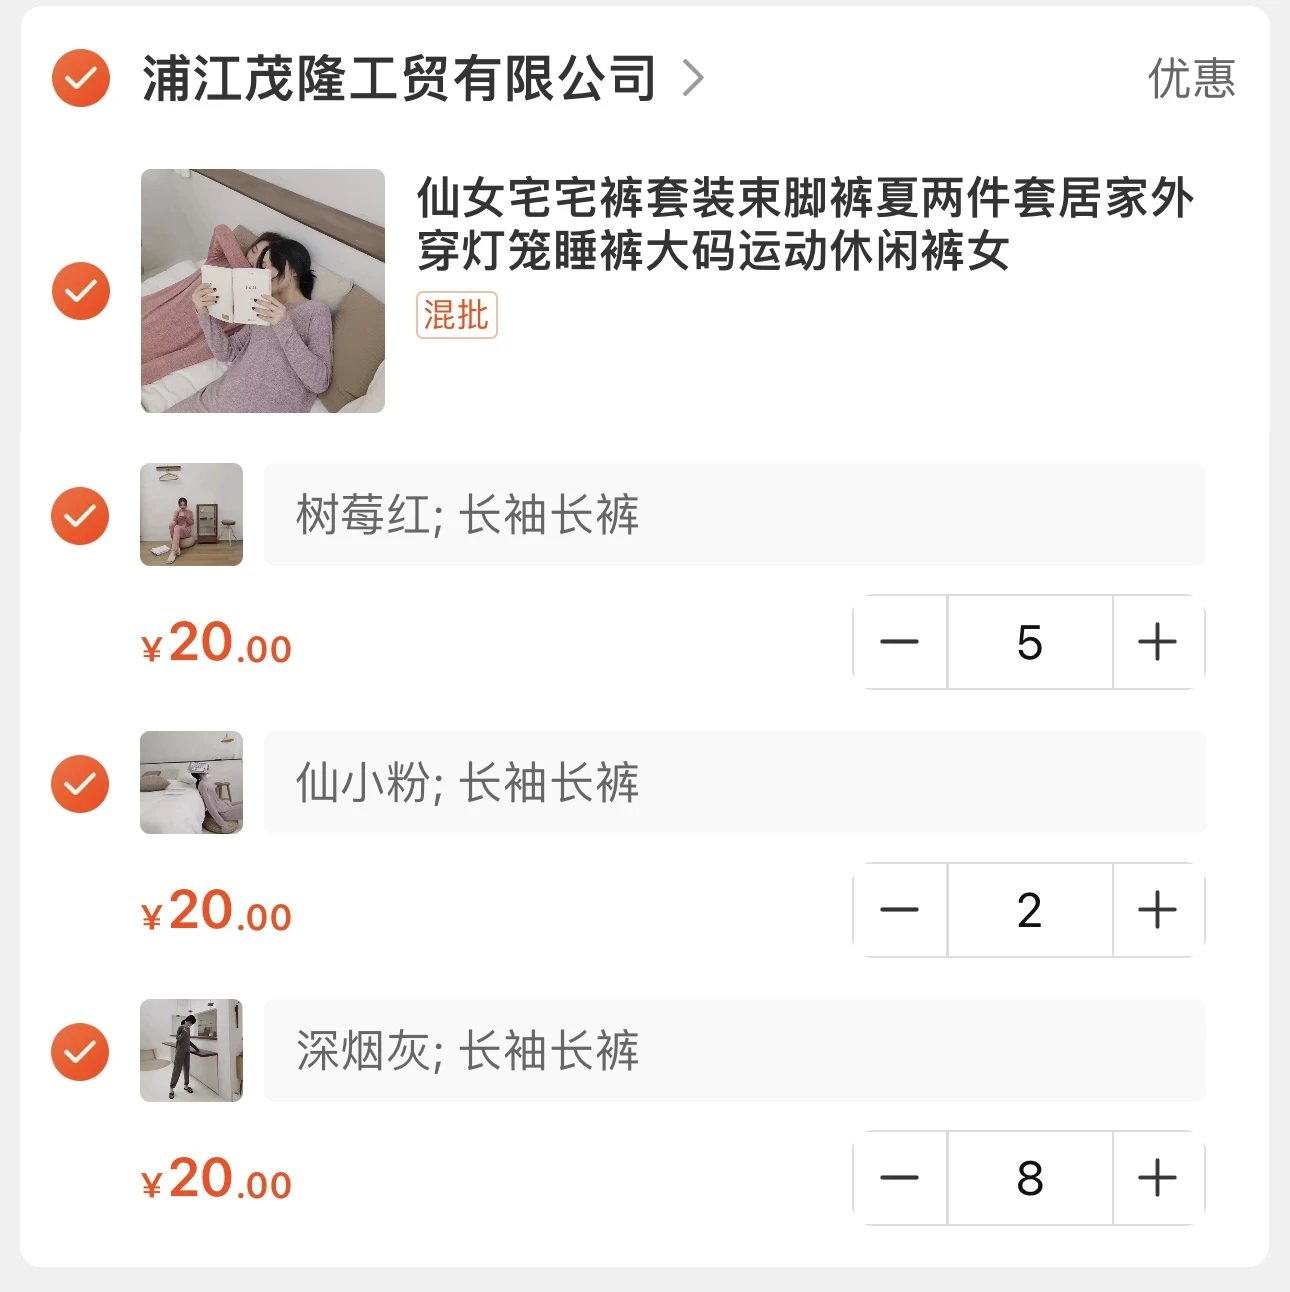 浦江茂隆工贸有限公司
优惠
仙女宅宅裤套装束脚裤夏两件套居家外
穿灯笼睡裤大码运动休闲裤女
混批
树莓红; 长袖长裤
¥20.00
5
仙小粉; 长袖长裤
¥20.00
2
深烟灰; 长袖长裤
¥20.00
8